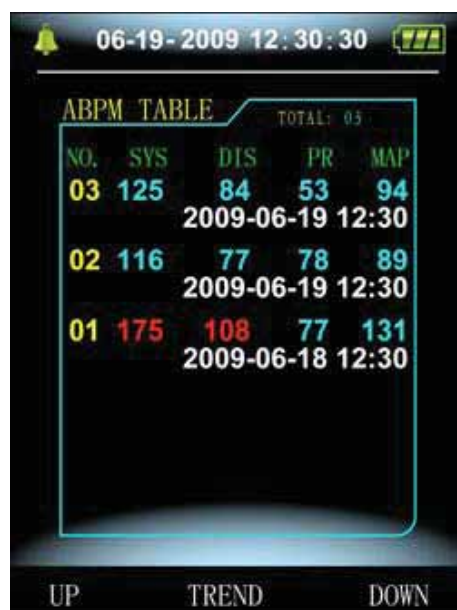 06-19-2009 12:30:30
ABPM TABLE TOTAL: 03
NO. SYS DIS PR MAP
03 125 84 53 94
2009-06-19 12:30
02 116 77 78 89
2009-06-19 12:30
01 175 108 77 131
2009-06-18 12:30
UP TREND DOWN